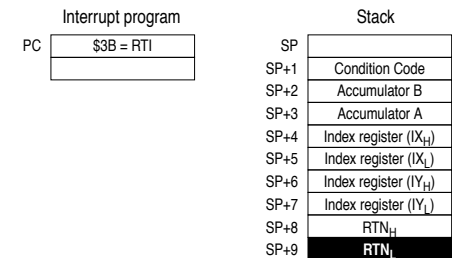 Interrupt program
PC $3B = RTI
Stack
SP
SP+1 Condition Code
SP+2 Accumulator B
SP+3 Accumulator A
SP+4 Index register (IXH)
SP+5 Index register (IXL)
SP+6 Index register (IYH)
SP+7 Index register (IYL)
SP+8 RTNH
SP+9 RTNL